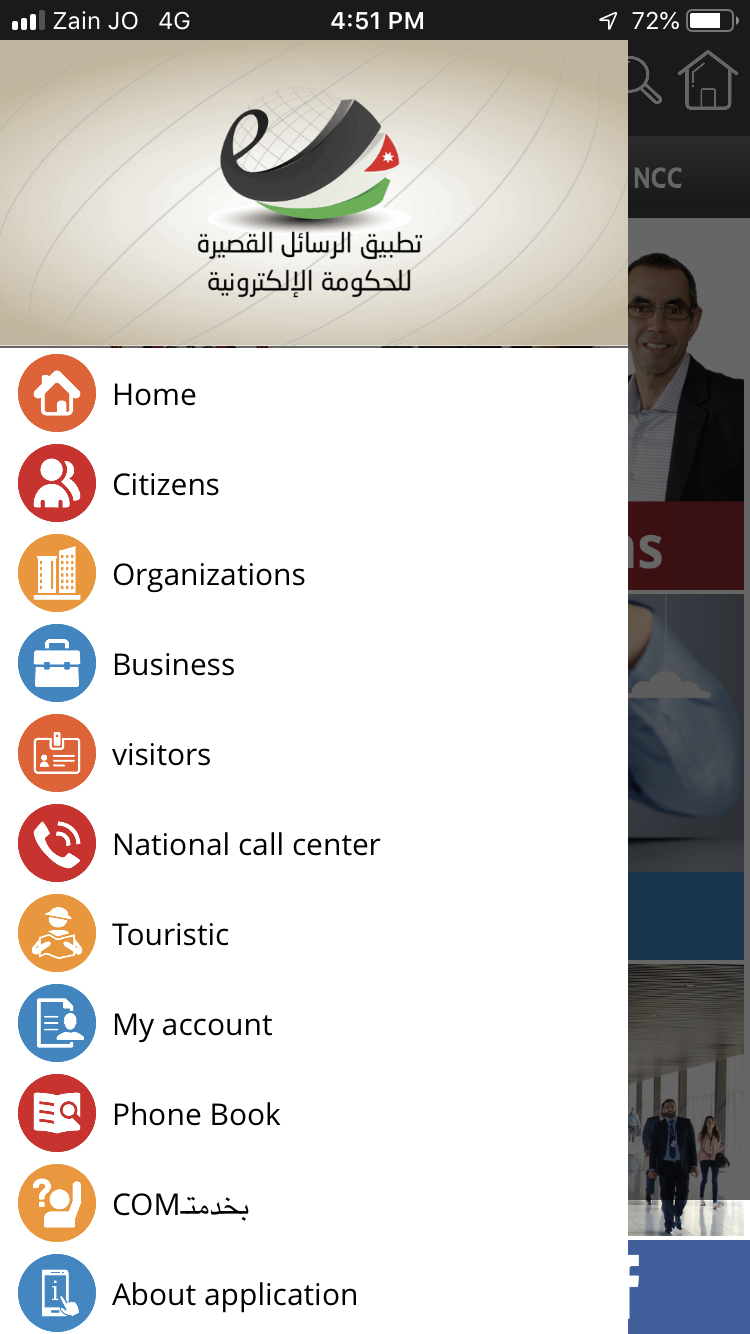 Zain JO 4G 4:51 PM 72%
NCC
تطبيق الرسائل القصيرة
للحكومة الإلكترونية
Home
Citizens
Organizations
Business
visitors
National call center
Touristic
My account
Phone Book
بخدمتـCOM
About application